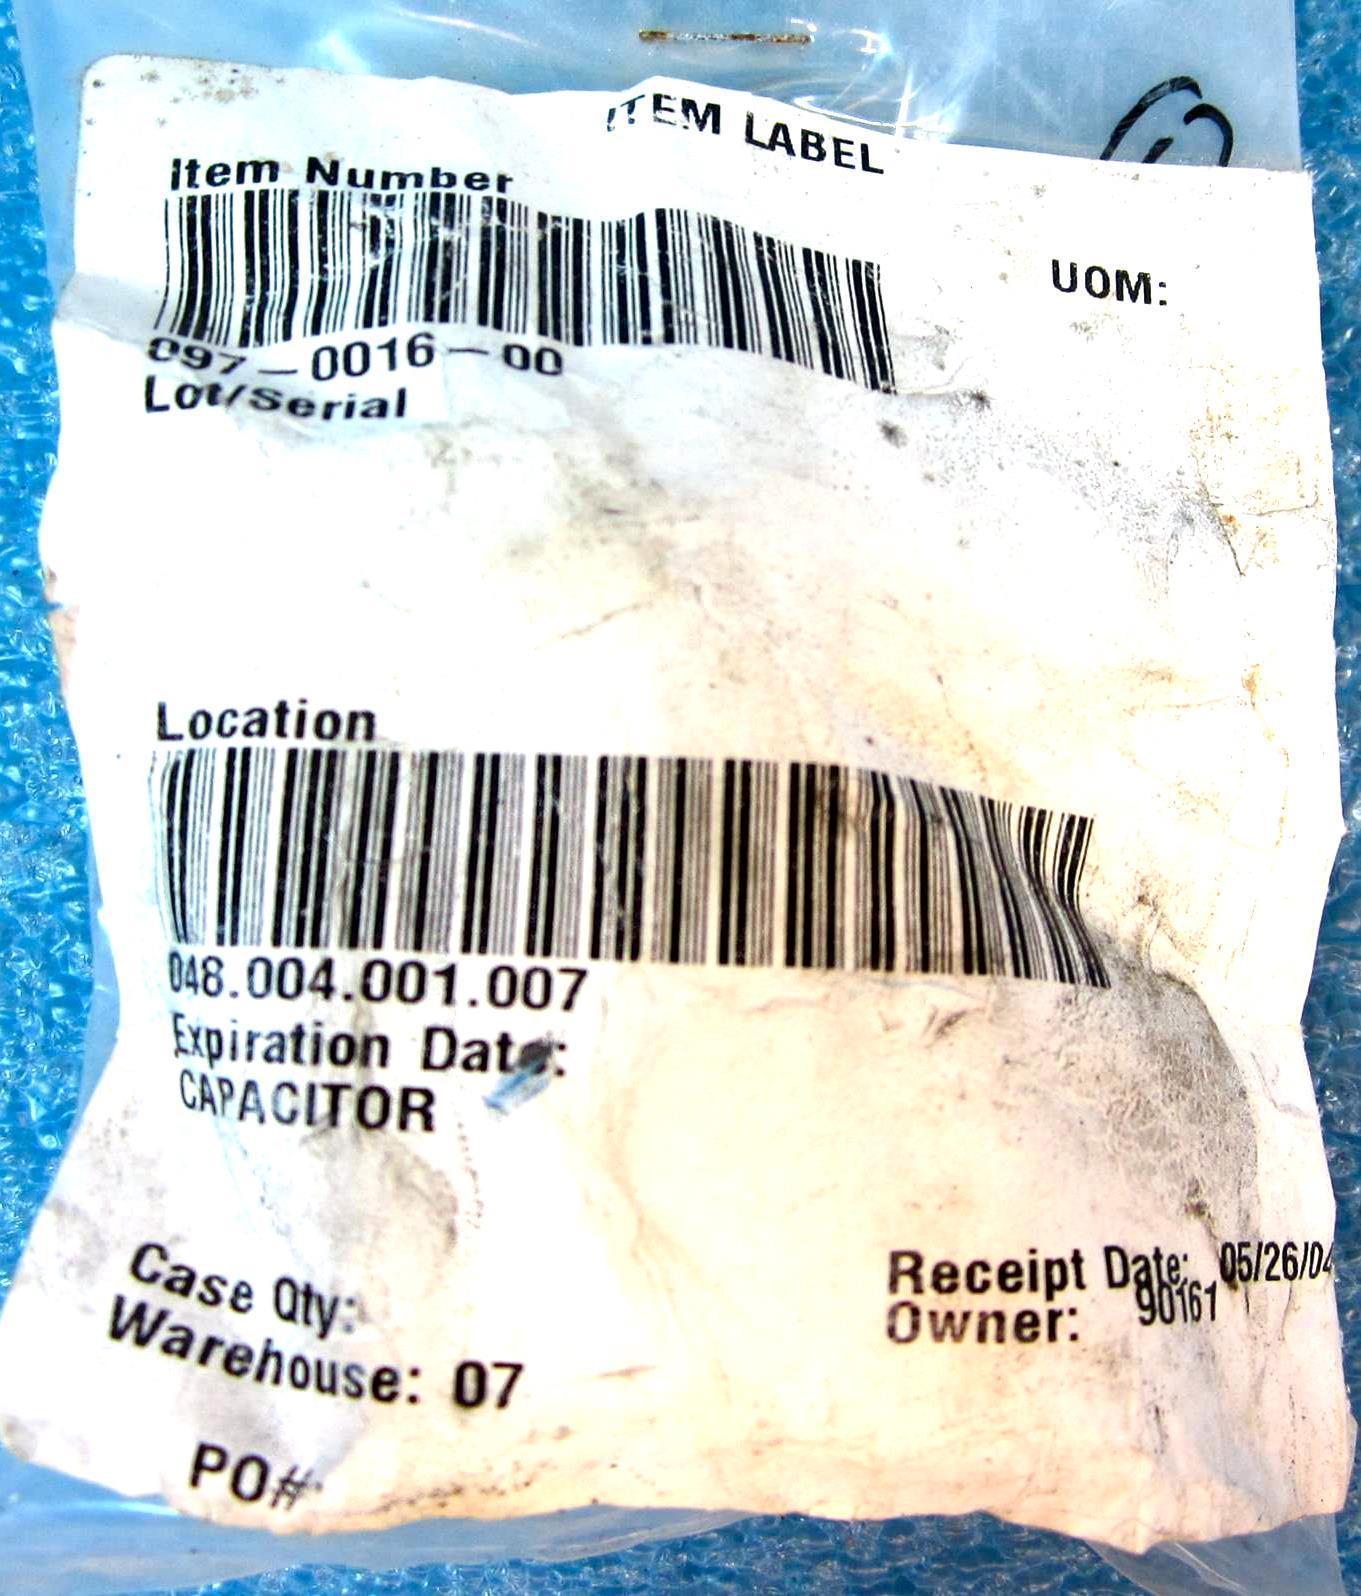 ITEM LABEL
Item Number
UOM:
097-0016-00
Lot/Serial
Location
048.004.001.007
Expiration Date:
CAPACITOR
Case Qty:
Receipt Date: 05/26/04
Warehouse: 07
Owner: 90161
PO#